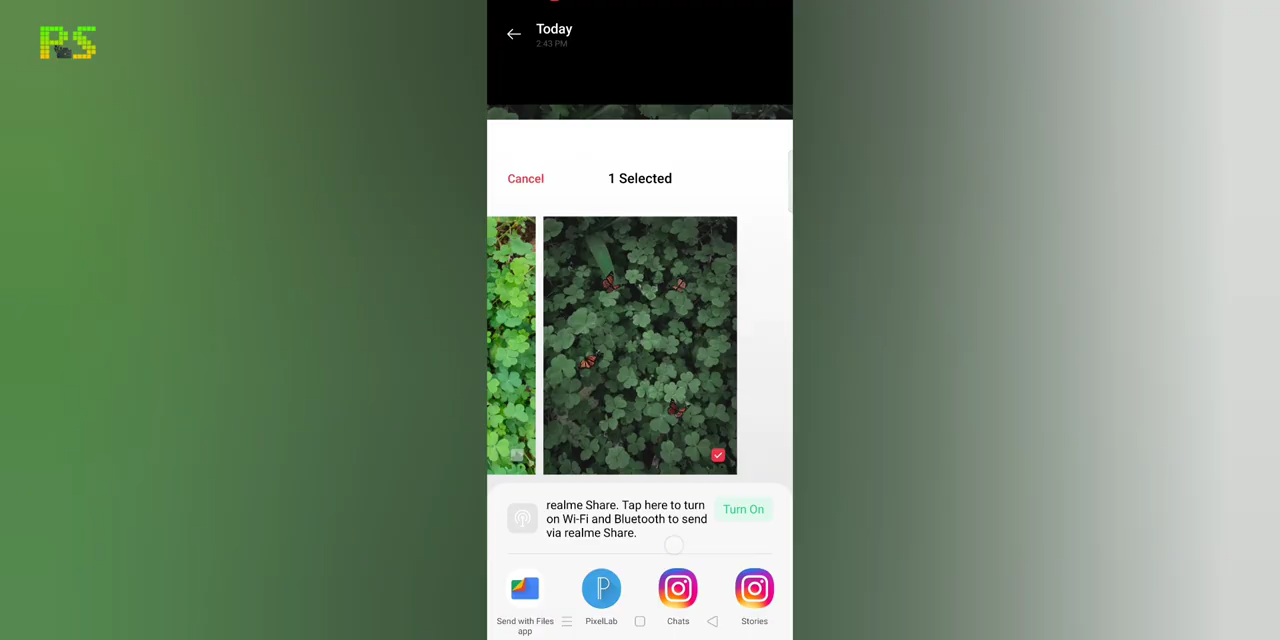 RS
Today
2:43 PM
Cancel
1 Selected
realme Share. Tap here to turn
on Wi-Fi and Bluetooth to send
via realme Share.
Turn On
Send with Files
app
PixelLab
Chats
Stories